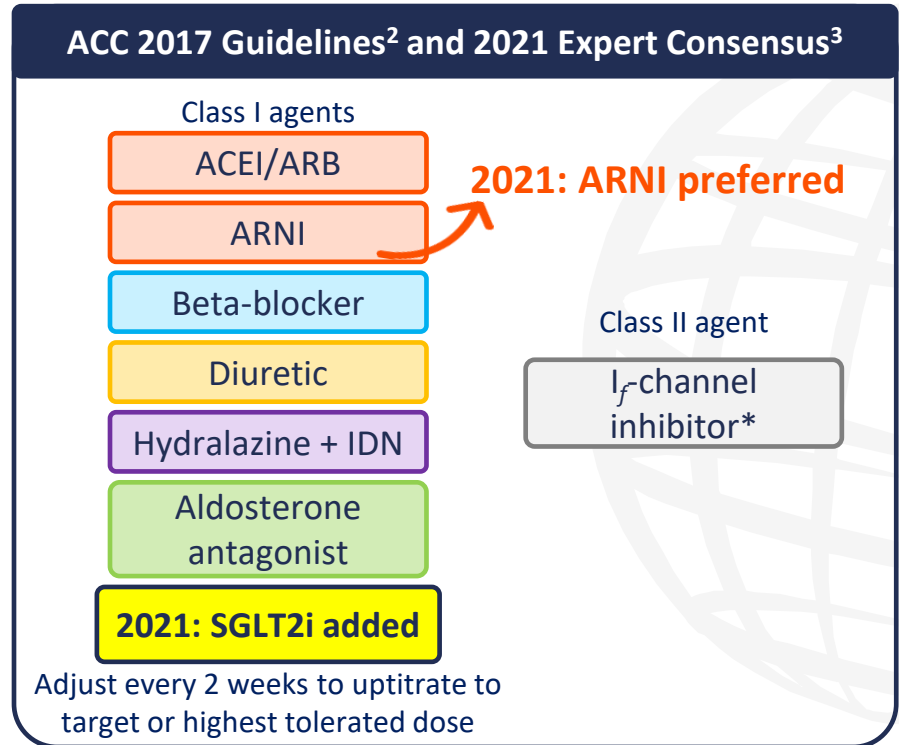 ACC 2017 Guidelines² and 2021 Expert Consensus³
Class I agents
ACEI/ARB
2021: ARNI preferred
ARNI
Beta-blocker
Class II agent
Diuretic
I𝑓-channel
inhibitor*
Hydralazine + IDN
Aldosterone
antagonist
2021: SGLT2i added
Adjust every 2 weeks to uptitrate to
target or highest tolerated dose